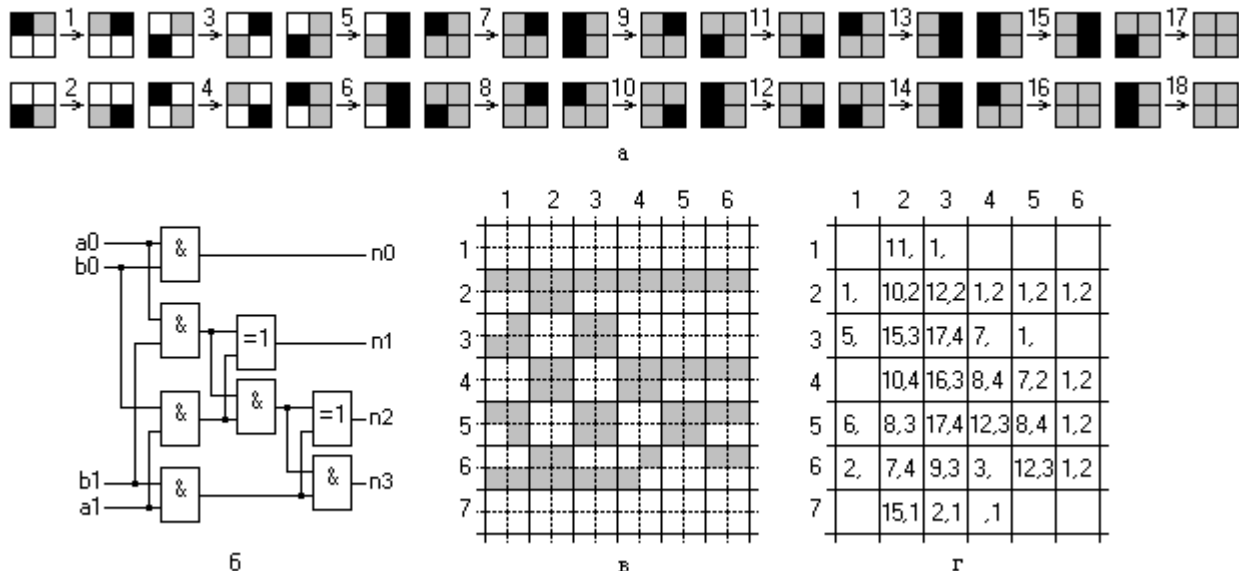 1 3 5 7 9 11 13 15 17
2 4 6 8 10 12 14 16 18
а
a0
b0
&
n0
&
=1
n1
&
&
=1
n2
b1
a1
&
&
n3
б
1 2 3 4 5 6
1
2
3
4
5
6
7
в
1 2 3 4 5 6
1 11, 1,
2 1, 10,2 12,2 1,2 1,2 1,2
3 5, 15,3 17,4 7, 1,
4 10,4 16,3 8,4 7,2 1,2
5 6, 8,3 17,4 12,3 8,4 1,2
6 2, 7,4 9,3 3, 12,3 1,2
7 15,1 2,1 ,1
г